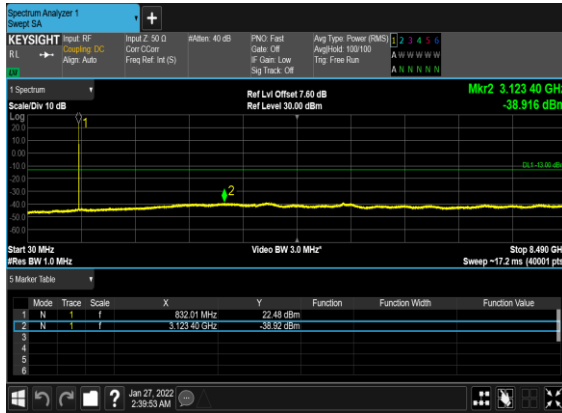 Spectrum Analyzer 1
Swept SA
+
KEYSIGHT Input: RF Input Z: 50 Ω #Atten: 40 dB PNO: Fast Avg Type: Power (RMS) 1 2 3 4 5 6
RL Coupling: DC Corr CCorr Gate: Off Avg|Hold: 100/100 A W W W W W
Align: Auto Freq Ref: Int (S) IF Gain: Low Trig: Free Run
LXI Sig Track: Off A N N N N N
1 Spectrum Ref Lvl Offset 7.60 dB Mkr2 3.123 40 GHz
Scale/Div 10 dB Ref Level 30.00 dBm -38.916 dBm
Log
1
20.0
10.0
0.00
-10.0 DL1 -13.00 dBm
-20.0
-30.0 2
-40.0
-50.0
-60.0
Start 30 MHz Video BW 3.0 MHz* Stop 8.490 GH
#Res BW 1.0 MHz Sweep ~17.2 ms (40001 pts
5 Marker Table
Mode Trace Scale X Y Function Function Width Function Value
1 N 1 f 832.01 MHz 22.48 dBm
2 N 1 f 3.123 40 GHz -38.92 dBm
3
4
5
6
? Jan 27, 2022
2:39:53 AM